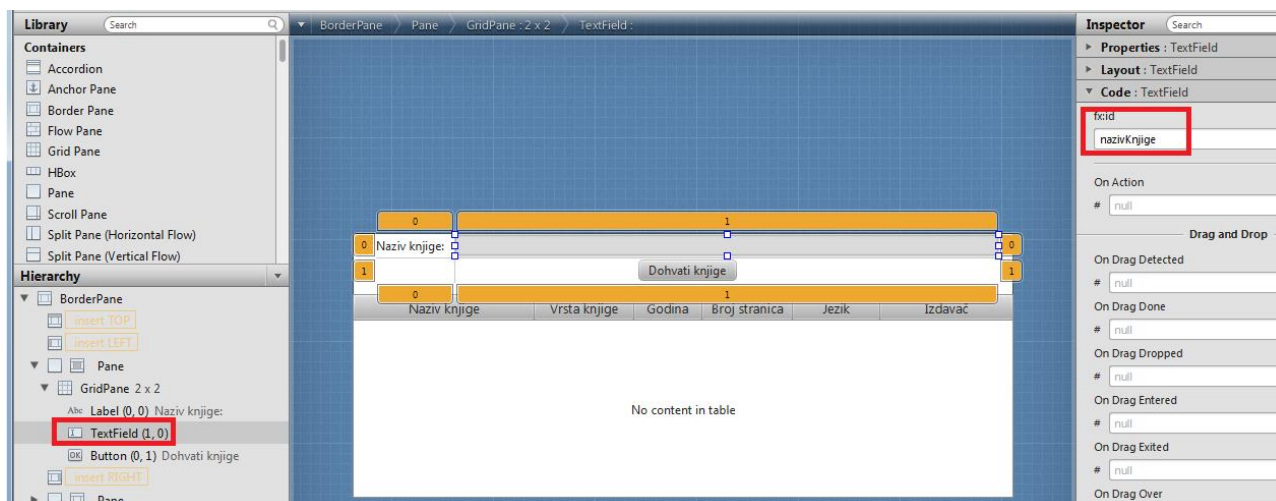 Library
Search
Containers
Accordion
Anchor Pane
Border Pane
Flow Pane
Grid Pane
HBox
Pane
Scroll Pane
Split Pane (Horizontal Flow)
Split Pane (Vertical Flow)
Hierarchy
BorderPane
insert TOP
insert LEFT
Pane
GridPane 2 x 2
Abc Label (0, 0) Naziv knjige:
TextField (1, 0)
OK Button (0, 1) Dohvati knjige
insert RIGHT
Pane
BorderPane Pane GridPane : 2 x 2 TextField :
0 1
0 Naziv knjige: 0
1 Dohvati knjige 1
0 1
Naziv knjige Vrsta knjige Godina Broj stranica Jezik Izdavač
No content in table
Inspector
Search
Properties : TextField
Layout : TextField
Code : TextField
fx:id
nazivKnjige
On Action
# null
Drag and Drop
On Drag Detected
# null
On Drag Done
# null
On Drag Dropped
# null
On Drag Entered
# null
On Drag Exited
# null
On Drag Over